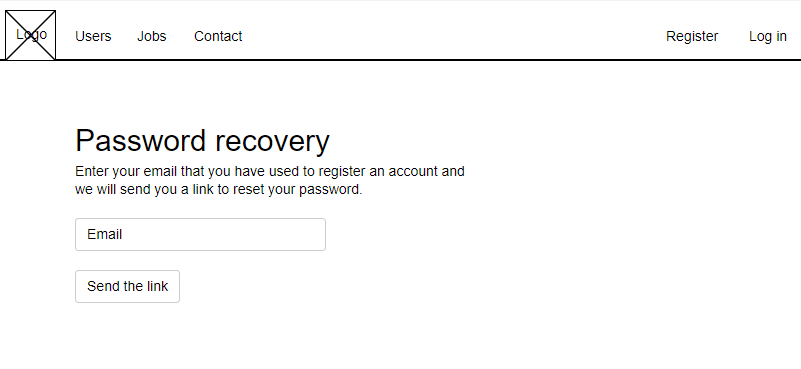 Logo Users Jobs Contact Register Log in
Password recovery
Enter your email that you have used to register an account and
we will send you a link to reset your password.
Email
Send the link